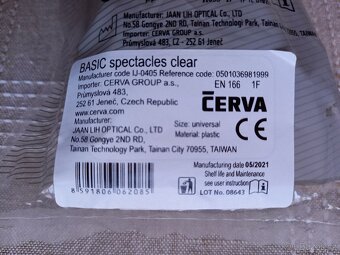 Manufacturer: JAAN LIH OPTICAL CO., LTD.
No.58 Gongye 2ND RD, Tainan Technology Park, Tainan City
Importer: CERVA GROUP a.s.,
Průmyslová 483, CZ - 252 61 Jeneč,
BASIC spectacles clear
Manufacturer code IJ-0405 Reference code: 0501036981999
Importer: CERVA GROUP a.s.,
EN 166 1F
Průmyslová 483,
252 61 Jeneč, Czech Republic
www.cerva.com
CERVA
Manufacturer:
JAAN LIH OPTICAL CO., LTD.
Size: universal
No.58 Gongye 2ND RD,
Material: plastic
CE
Tainan Technology Park, Tainan City 70955, TAIWAN
Manufacturing date 05/2021
Shelf life and Maintenance
see user instruction
LOT No. 08643
8 591806 062085